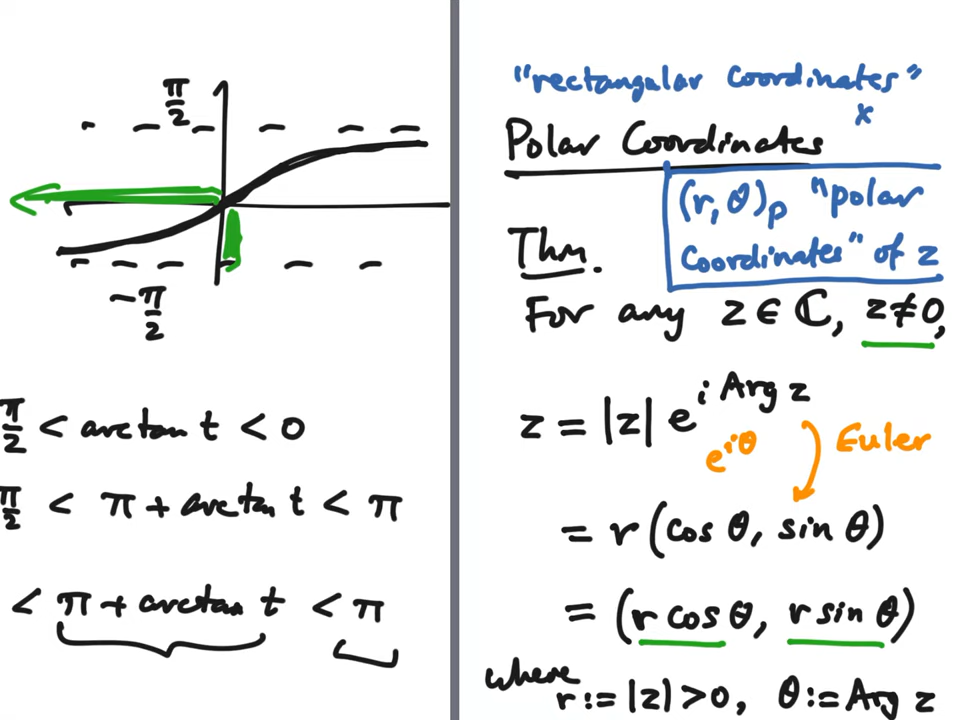 π/2
-π/2
π/2 < arctan t < 0
π/2 < π + arctan t < π
< π + arctan t < π
"rectangular coordinates"
x
Polar Coordinates
(r, θ)ₚ "polar
coordinates" of z
Thm.
For any z ∈ ℂ, z ≠ 0,
z = |z| e^{i Arg z}
e^{iθ}
Euler
= r (cos θ, sin θ)
= (r cos θ, r sin θ)
where
r := |z| > 0, θ := Arg z